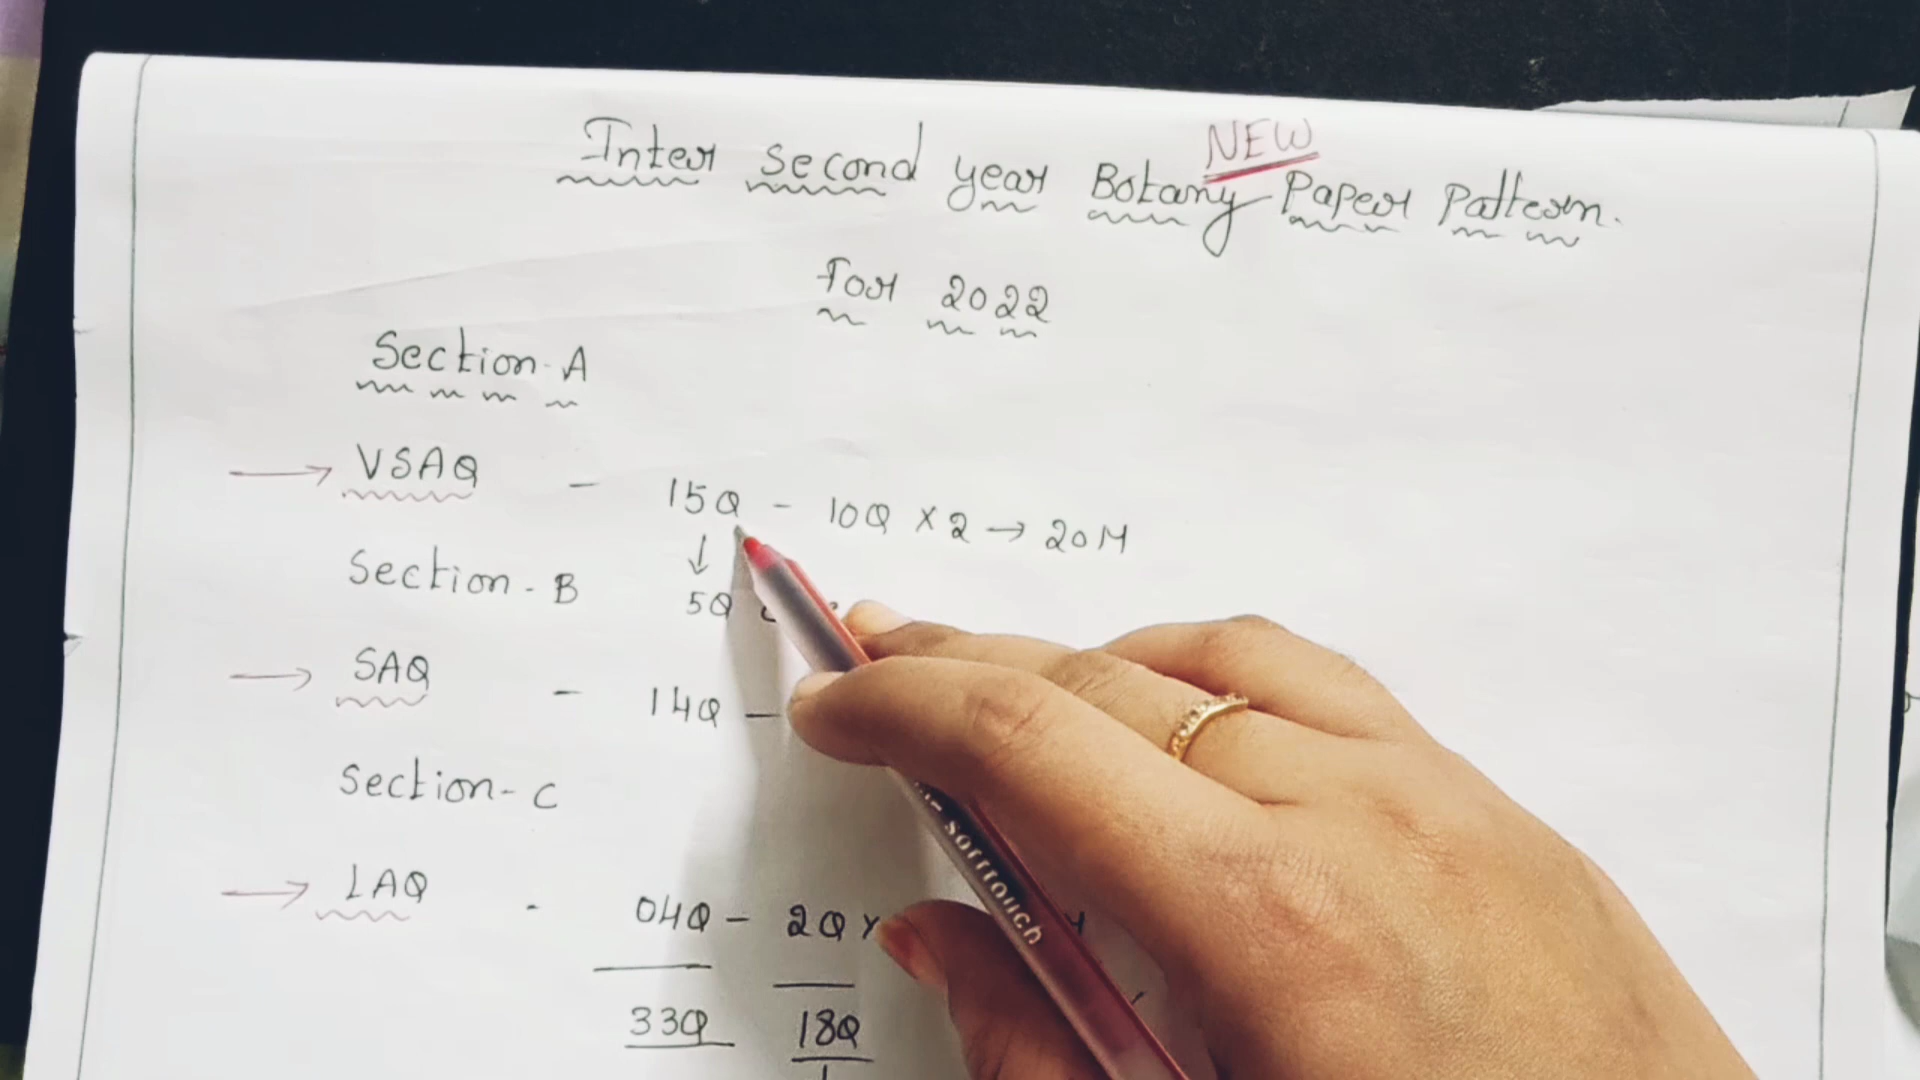 NEW
Inter second year Botany Paper Pattern.
For 2022
Section-A
VSAQ - 15Q - 10Q × 2 → 20M
↓
Section-B 5Q
SAQ - 14Q -
Section-C
LAQ - 04Q - 2Q ×
33Q 18Q
softtouch